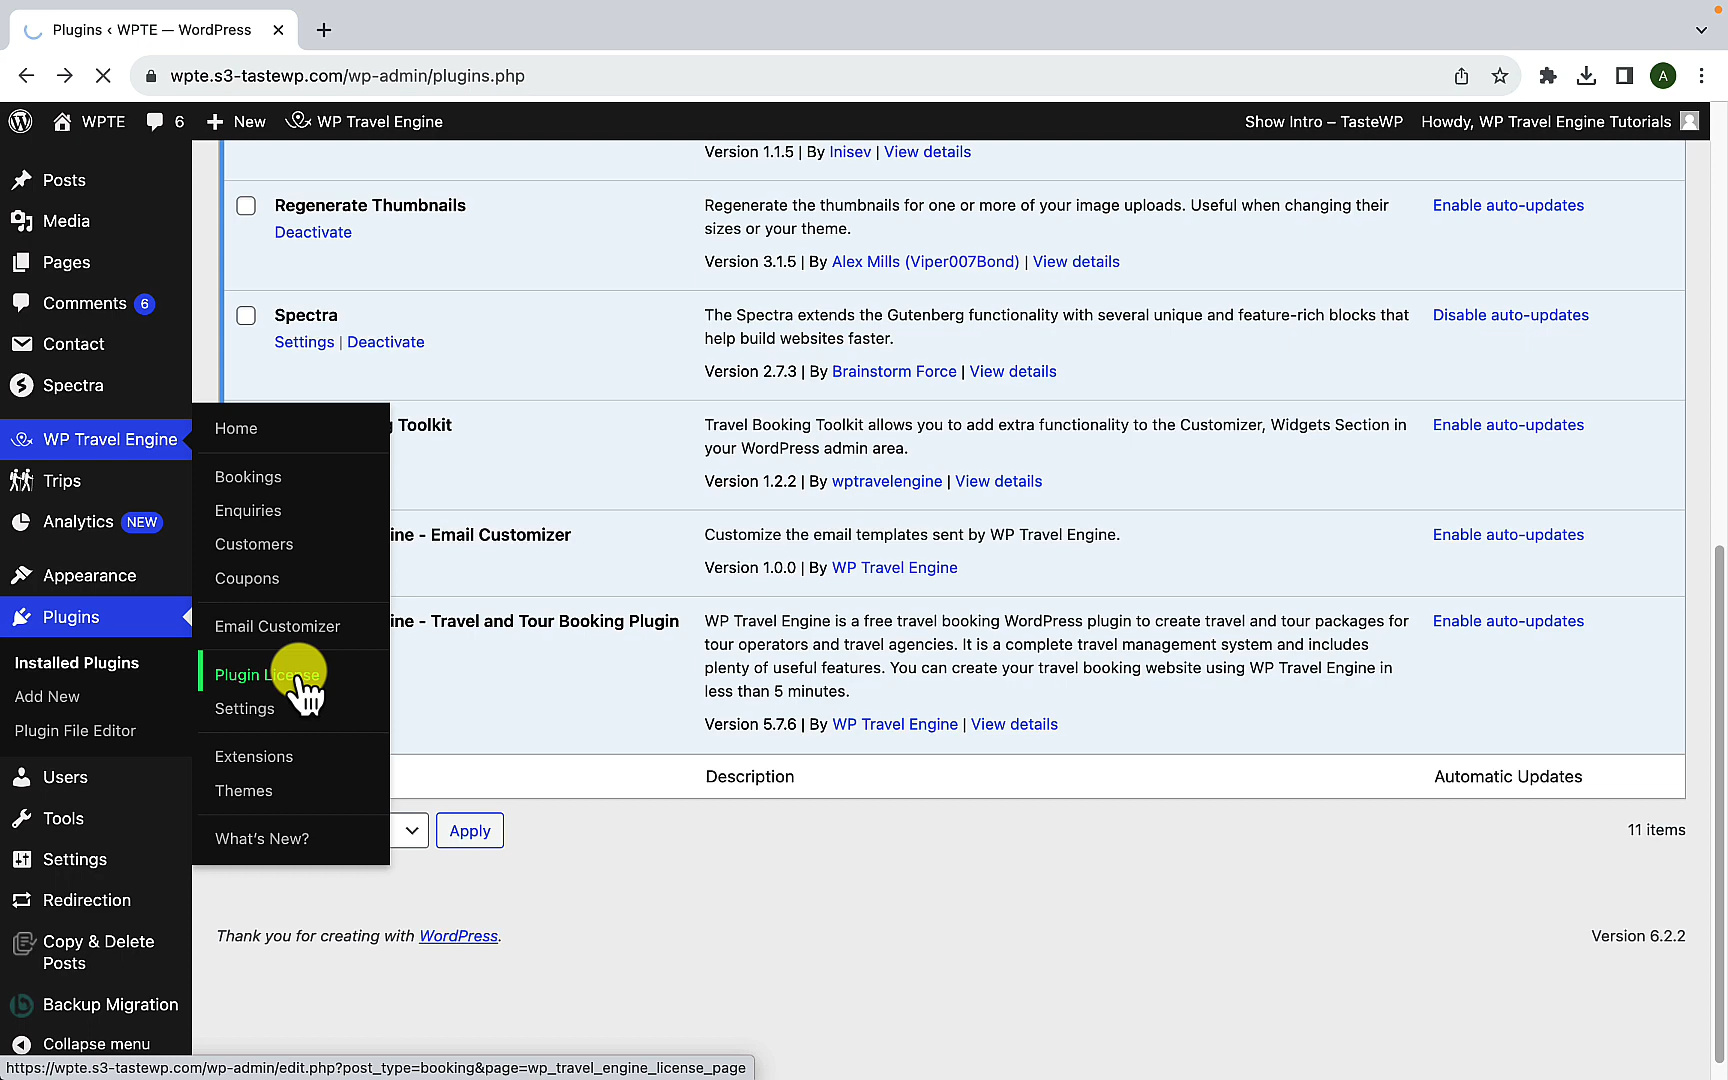 Plugins ‹ WPTE — WordPress
wpte.s3-tastewp.com/wp-admin/plugins.php
A
WPTE
6
New
WP Travel Engine
Show Intro – TasteWP
Howdy, WP Travel Engine Tutorials
Posts
Media
Pages
Comments 6
Contact
Spectra
WP Travel Engine
Trips
Analytics NEW
Appearance
Plugins
Installed Plugins
Add New
Plugin File Editor
Users
Tools
Settings
Redirection
Copy & Delete
Posts
Backup Migration
Collapse menu
Home
Bookings
Enquiries
Customers
Coupons
Email Customizer
Plugin License
Settings
Extensions
Themes
What's New?
Version 1.1.5 | By Inisev | View details
Regenerate Thumbnails
Deactivate
Regenerate the thumbnails for one or more of your image uploads. Useful when changing their
sizes or your theme.
Version 3.1.5 | By Alex Mills (Viper007Bond) | View details
Enable auto-updates
Spectra
Settings | Deactivate
The Spectra extends the Gutenberg functionality with several unique and feature-rich blocks that
help build websites faster.
Version 2.7.3 | By Brainstorm Force | View details
Disable auto-updates
Toolkit
Travel Booking Toolkit allows you to add extra functionality to the Customizer, Widgets Section in
your WordPress admin area.
Version 1.2.2 | By wptravelengine | View details
Enable auto-updates
ine - Email Customizer
Customize the email templates sent by WP Travel Engine.
Version 1.0.0 | By WP Travel Engine
Enable auto-updates
ine - Travel and Tour Booking Plugin
WP Travel Engine is a free travel booking WordPress plugin to create travel and tour packages for
tour operators and travel agencies. It is a complete travel management system and includes
plenty of useful features. You can create your travel booking website using WP Travel Engine in
less than 5 minutes.
Version 5.7.6 | By WP Travel Engine | View details
Enable auto-updates
Description
Automatic Updates
Apply
11 items
Thank you for creating with WordPress.
Version 6.2.2
https://wpte.s3-tastewp.com/wp-admin/edit.php?post_type=booking&page=wp_travel_engine_license_page